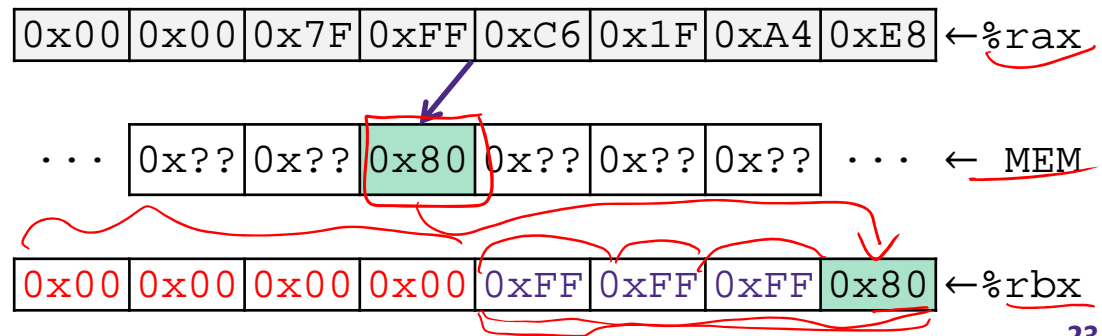 0x00 0x00 0x7F 0xFF 0xC6 0x1F 0xA4 0xE8 ←%rax
··· 0x?? 0x?? 0x80 0x?? 0x?? 0x?? ··· ← MEM
0x00 0x00 0x00 0x00 0xFF 0xFF 0xFF 0x80 ←%rbx
23